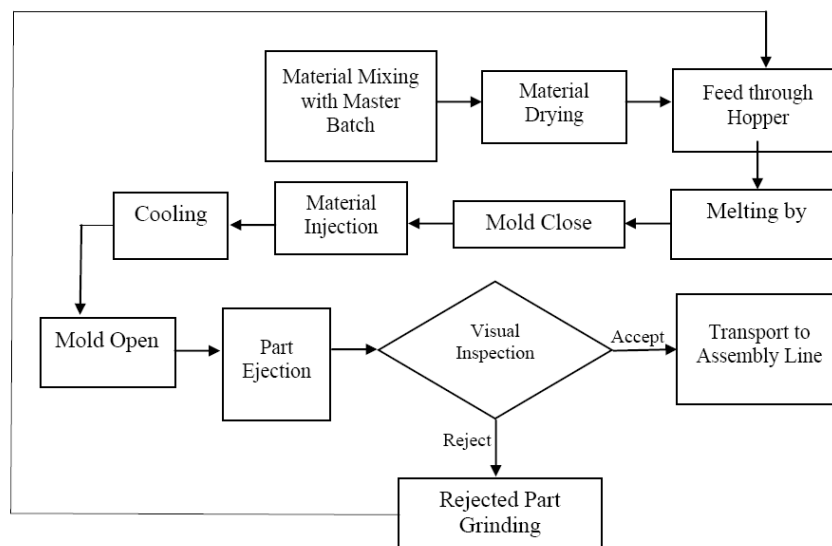 Material Mixing
with Master
Batch
Material
Drying
Feed through
Hopper
Melting by
Mold Close
Material
Injection
Cooling
Mold Open
Part
Ejection
Visual
Inspection
Accept
Transport to
Assembly Line
Reject
Rejected Part
Grinding